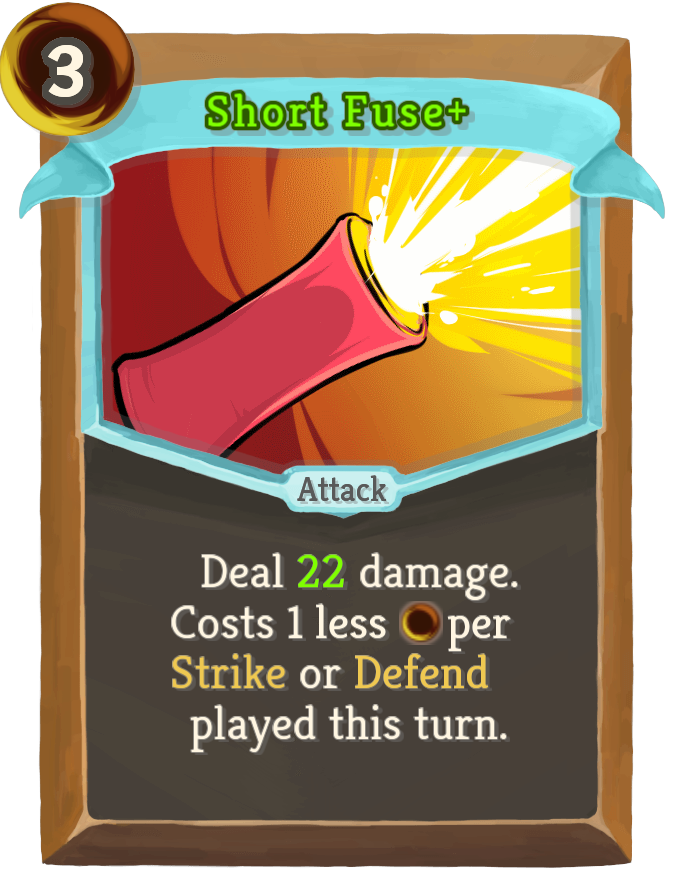 3
Short Fuse+
Attack
Deal 22 damage.
Costs 1 less per
Strike or Defend
played this turn.